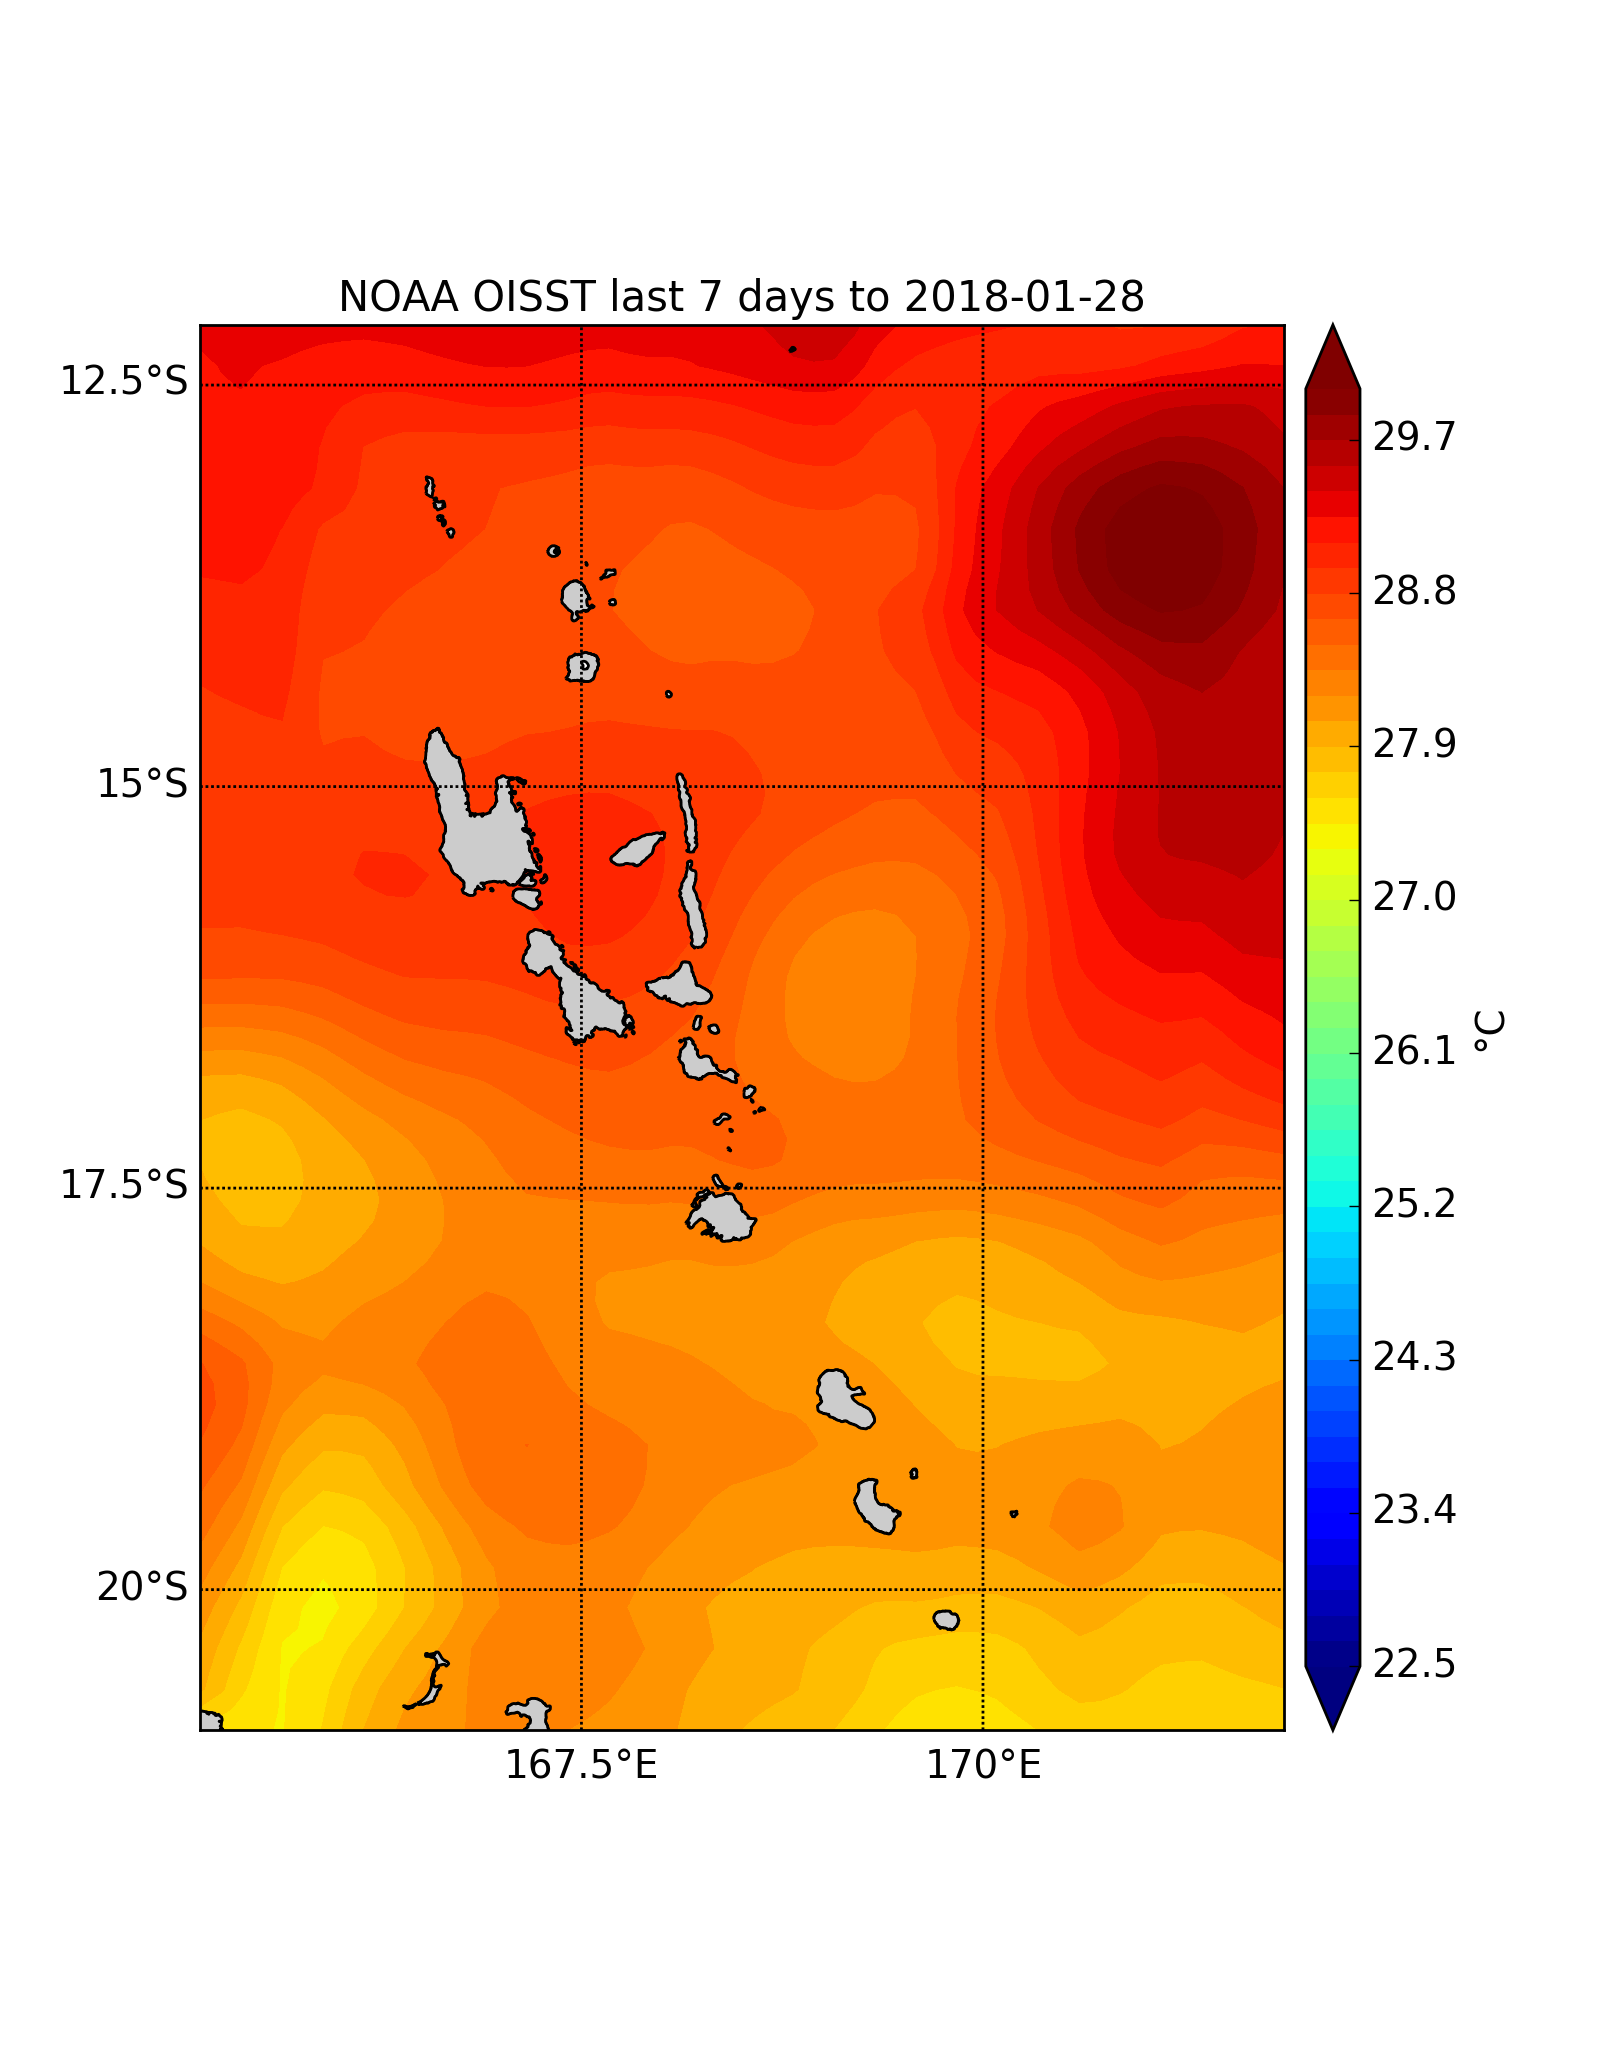 NOAA OISST last 7 days to 2018-01-28
12.5°S
15°S
17.5°S
20°S
167.5°E
170°E
29.7
28.8
27.9
27.0
26.1
25.2
24.3
23.4
22.5
°C